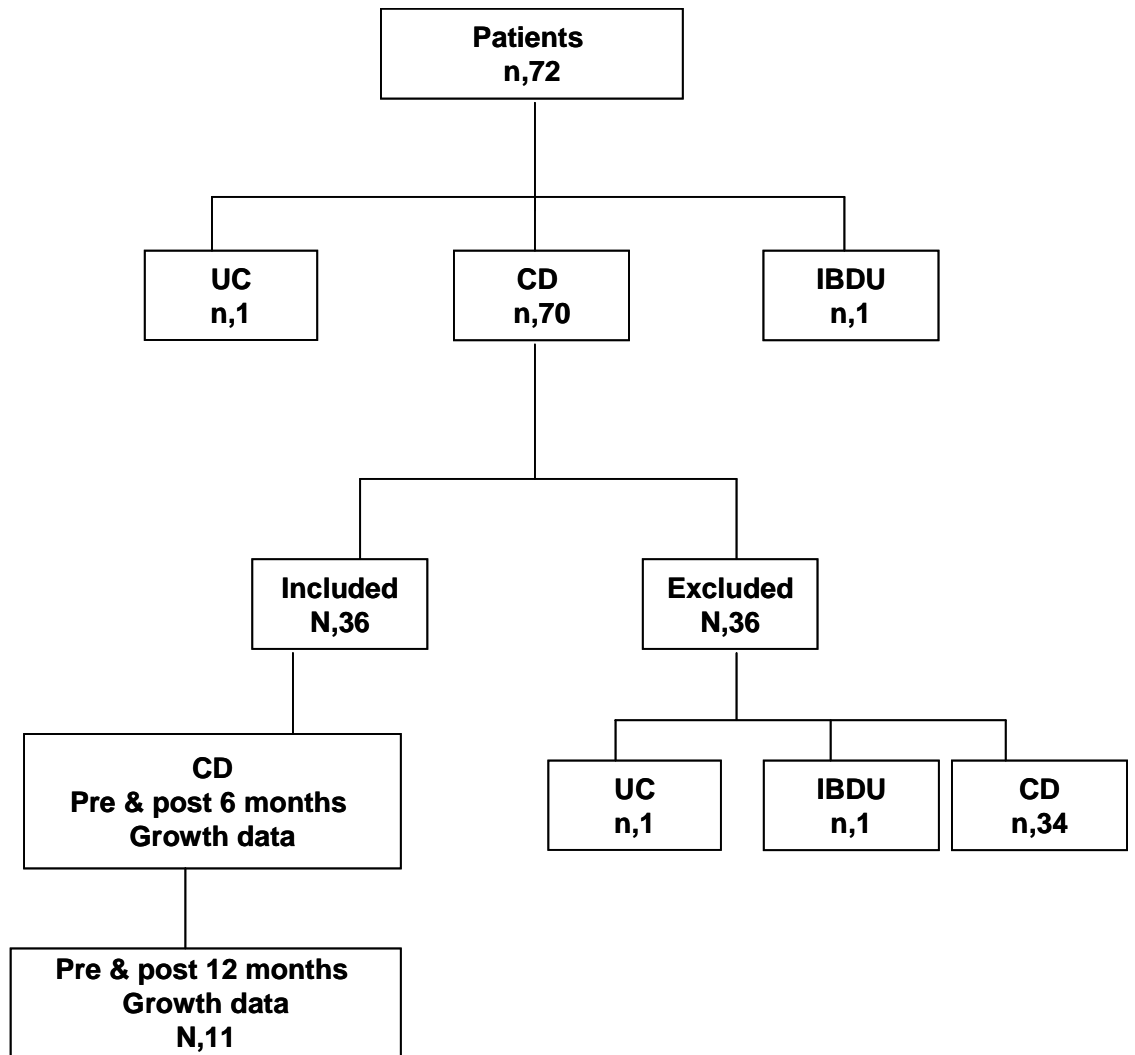 Patients
n,72
UC
n,1
CD
n,70
IBDU
n,1
Included
N,36
Excluded
N,36
CD
Pre & post 6 months
Growth data
UC
n,1
IBDU
n,1
CD
n,34
Pre & post 12 months
Growth data
N,11